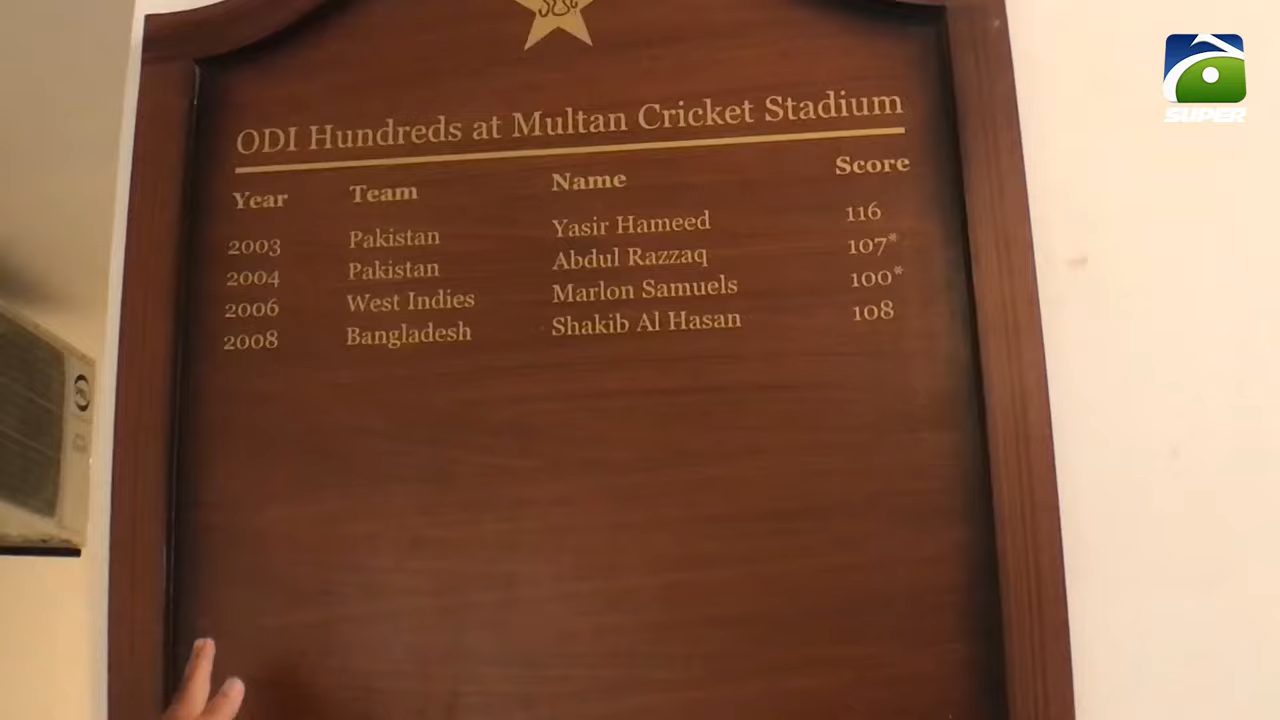 ODI Hundreds at Multan Cricket Stadium
Year Team Name Score
2003 Pakistan Yasir Hameed 116
2004 Pakistan Abdul Razzaq 107*
2006 West Indies Marlon Samuels 100*
2008 Bangladesh Shakib Al Hasan 108
SUPER